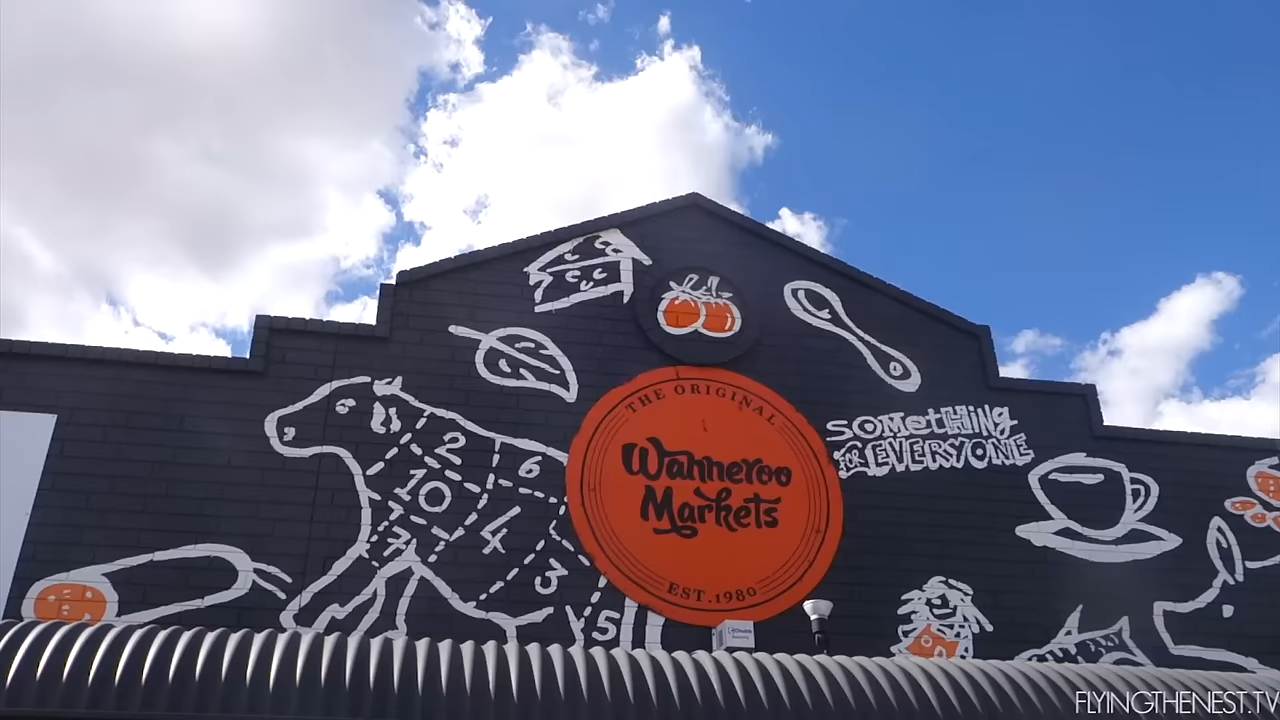 THE ORIGINAL
Wanneroo
Markets
EST. 1980
SOMETHING
FOR EVERYONE
2
6
10
4
7
3
5
FLYINGTHENEST.TV